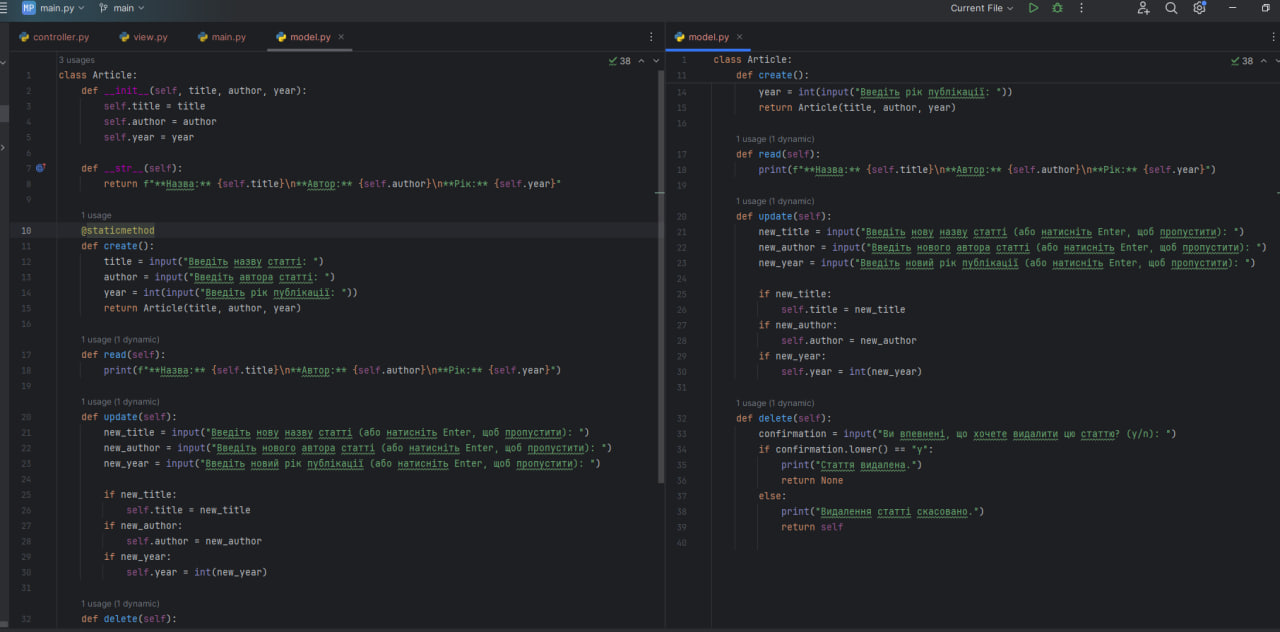 MP main.py main Current File
controller.py view.py main.py model.py
3 usages
38
1 class Article:
2 def __init__(self, title, author, year):
3 self.title = title
4 self.author = author
5 self.year = year
6
7 def __str__(self):
8 return f"**Назва:** {self.title}\n**Автор:** {self.author}\n**Рік:** {self.year}"
9
1 usage
10 @staticmethod
11 def create():
12 title = input("Введіть назву статті: ")
13 author = input("Введіть автора статті: ")
14 year = int(input("Введіть рік публікації: "))
15 return Article(title, author, year)
16
1 usage (1 dynamic)
17 def read(self):
18 print(f"**Назва:** {self.title}\n**Автор:** {self.author}\n**Рік:** {self.year}")
19
1 usage (1 dynamic)
20 def update(self):
21 new_title = input("Введіть нову назву статті (або натисніть Enter, щоб пропустити): ")
22 new_author = input("Введіть нового автора статті (або натисніть Enter, щоб пропустити): ")
23 new_year = input("Введіть новий рік публікації (або натисніть Enter, щоб пропустити): ")
24
25 if new_title:
26 self.title = new_title
27 if new_author:
28 self.author = new_author
29 if new_year:
30 self.year = int(new_year)
31
1 usage (1 dynamic)
32 def delete(self):
model.py
38
1 class Article:
11 def create():
14 year = int(input("Введіть рік публікації: "))
15 return Article(title, author, year)
16
1 usage (1 dynamic)
17 def read(self):
18 print(f"**Назва:** {self.title}\n**Автор:** {self.author}\n**Рік:** {self.year}")
19
1 usage (1 dynamic)
20 def update(self):
21 new_title = input("Введіть нову назву статті (або натисніть Enter, щоб пропустити): ")
22 new_author = input("Введіть нового автора статті (або натисніть Enter, щоб пропустити): ")
23 new_year = input("Введіть новий рік публікації (або натисніть Enter, щоб пропустити): ")
24
25 if new_title:
26 self.title = new_title
27 if new_author:
28 self.author = new_author
29 if new_year:
30 self.year = int(new_year)
31
1 usage (1 dynamic)
32 def delete(self):
33 confirmation = input("Ви впевнені, що хочете видалити цю статтю? (y/n): ")
34 if confirmation.lower() == "y":
35 print("Стаття видалена.")
36 return None
37 else:
38 print("Видалення статті скасовано.")
39 return self
40